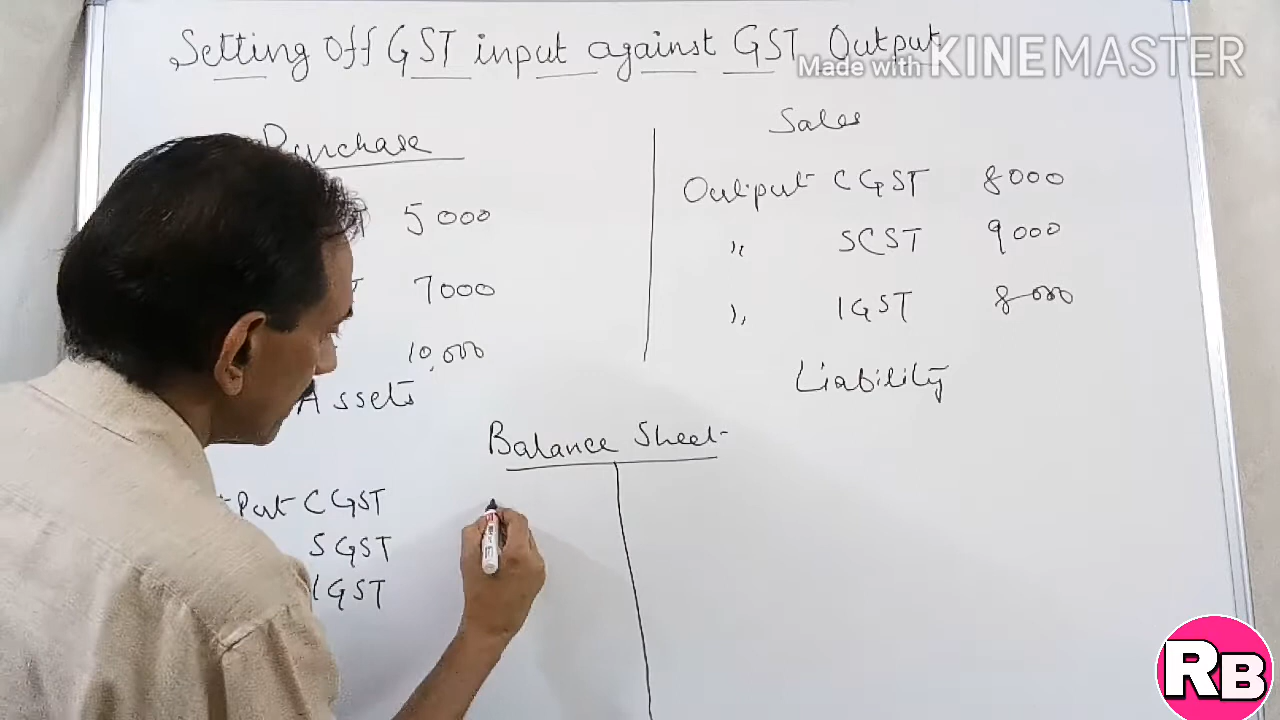 Setting Off GST input against GST Output
Made with KINEMASTER
Purchase
5000
7000
10,000
Assets
Sales
Output CGST 8000
" SCST 9000
" IGST 8000
Liability
Balance Sheet
Put CGST
SGST
IGST
RB